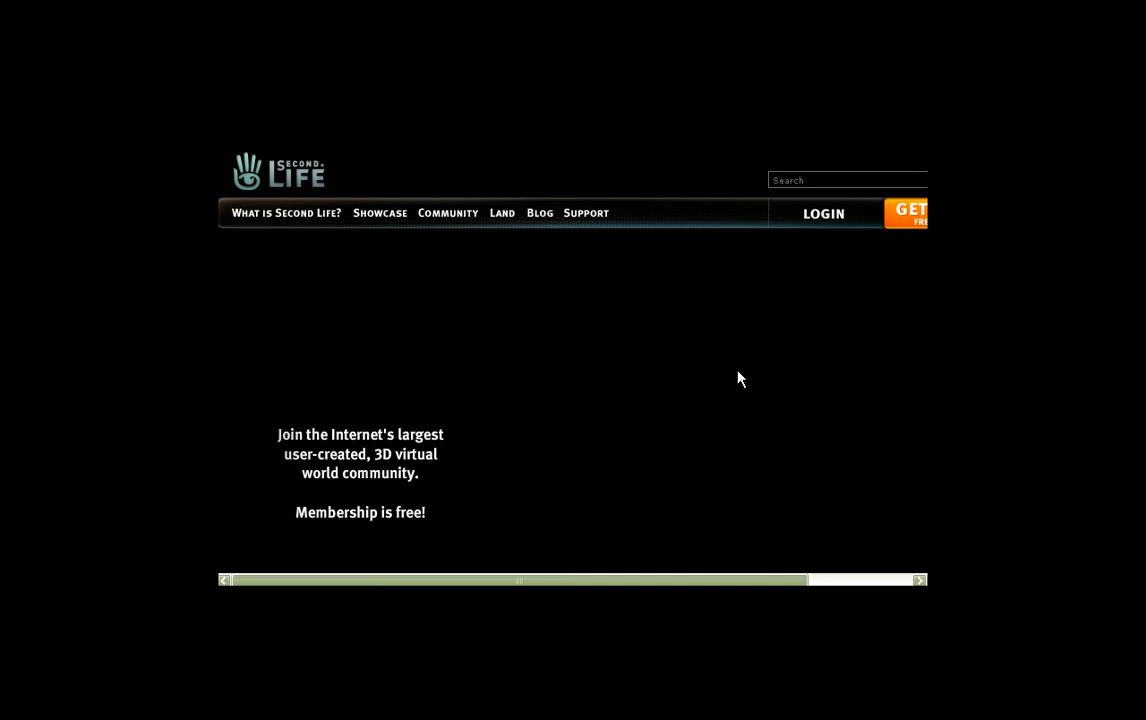 SECOND
LIFE
Search
WHAT IS SECOND LIFE? SHOWCASE COMMUNITY LAND BLOG SUPPORT
LOGIN
GET
FRE
Join the Internet's largest
user-created, 3D virtual
world community.
Membership is free!